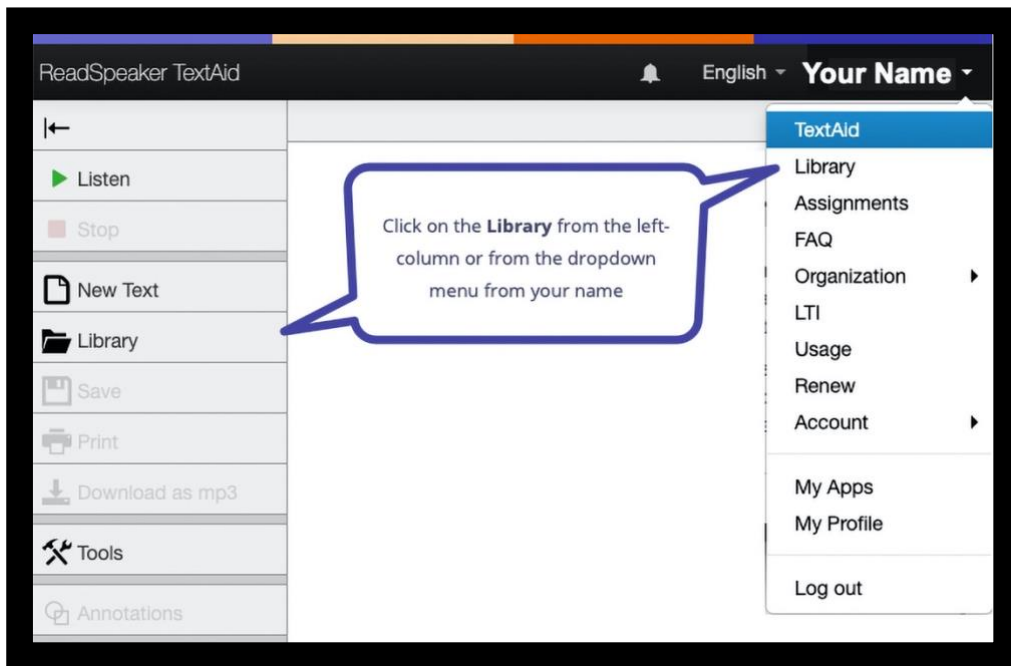 ReadSpeaker TextAid
English
Your Name
Listen
Stop
New Text
Library
Save
Print
Download as mp3
Tools
Annotations
Click on the Library from the left-
column or from the dropdown
menu from your name
TextAid
Library
Assignments
FAQ
Organization
LTI
Usage
Renew
Account
My Apps
My Profile
Log out